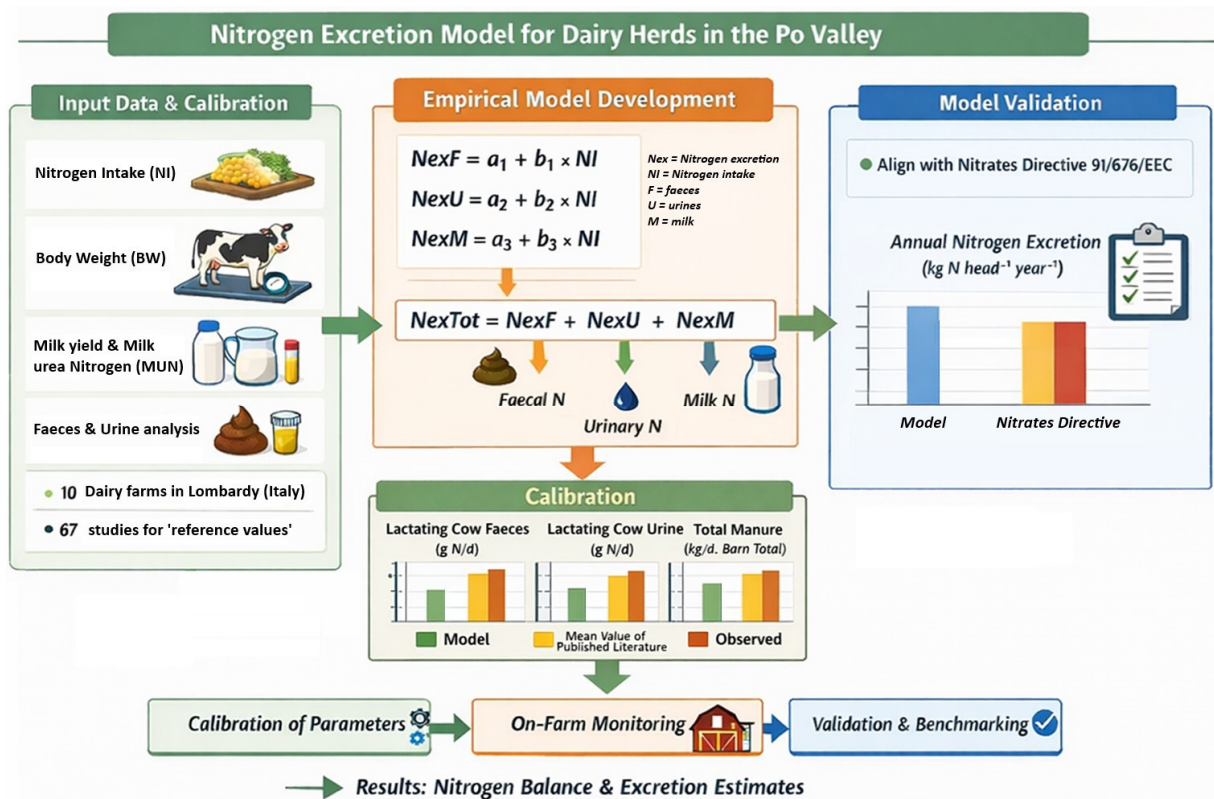 Nitrogen Excretion Model for Dairy Herds in the Po Valley
Input Data & Calibration
Nitrogen Intake (NI)
Body Weight (BW)
Milk yield & Milk
urea Nitrogen (MUN)
Faeces & Urine analysis
10 Dairy farms in Lombardy (Italy)
67 studies for 'reference values'
Empirical Model Development
NexF = a₁ + b₁ × NI
NexU = a₂ + b₂ × NI
NexM = a₃ + b₃ × NI
Nex = Nitrogen excretion
NI = Nitrogen intake
F = faeces
U = urines
M = milk
NexTot = NexF + NexU + NexM
Faecal N
Urinary N
Milk N
Model Validation
Align with Nitrates Directive 91/676/EEC
Annual Nitrogen Excretion
(kg N head⁻¹ year⁻¹)
Model
Nitrates Directive
Calibration
Lactating Cow Faeces
(g N/d)
Lactating Cow Urine
(g N/d)
Total Manure
(kg/d. Barn Total)
Model
Mean Value of
Published Literature
Observed
Calibration of Parameters
On-Farm Monitoring
Validation & Benchmarking
Results: Nitrogen Balance & Excretion Estimates